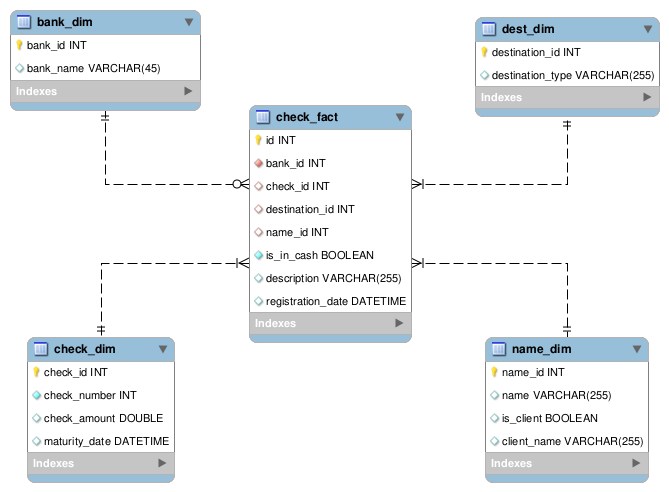 bank_dim
bank_id INT
bank_name VARCHAR(45)
Indexes
dest_dim
destination_id INT
destination_type VARCHAR(255)
Indexes
check_fact
id INT
bank_id INT
check_id INT
destination_id INT
name_id INT
is_in_cash BOOLEAN
description VARCHAR(255)
registration_date DATETIME
Indexes
check_dim
check_id INT
check_number INT
check_amount DOUBLE
maturity_date DATETIME
Indexes
name_dim
name_id INT
name VARCHAR(255)
is_client BOOLEAN
client_name VARCHAR(255)
Indexes